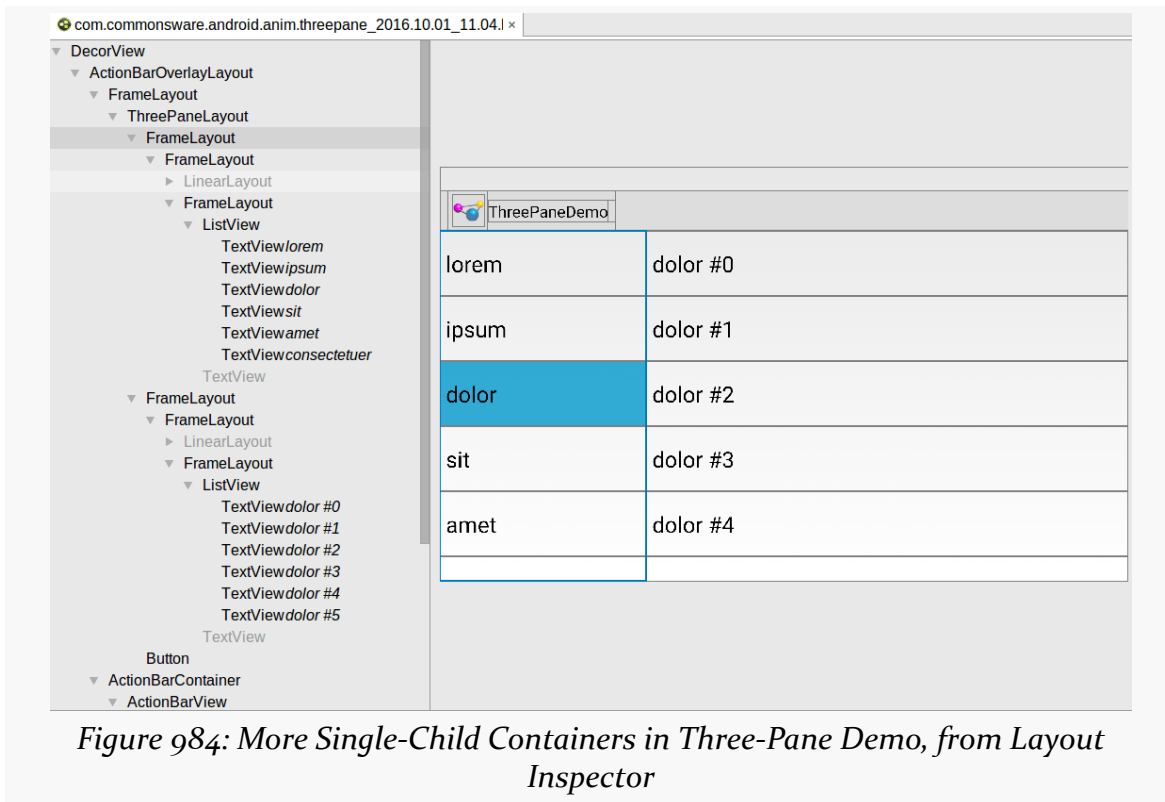 com.commonsware.android.anim.threepane_2016.10.01_11.04.l
DecorView
ActionBarOverlayLayout
FrameLayout
ThreePaneLayout
FrameLayout
FrameLayout
LinearLayout
FrameLayout
ListView
TextViewlorem
TextViewipsum
TextViewdolor
TextViewsit
TextViewamet
TextViewconsectetuer
TextView
FrameLayout
FrameLayout
LinearLayout
FrameLayout
ListView
TextViewdolor #0
TextViewdolor #1
TextViewdolor #2
TextViewdolor #3
TextViewdolor #4
TextViewdolor #5
TextView
Button
ActionBarContainer
ActionBarView
ThreePaneDemo
lorem
dolor #0
ipsum
dolor #1
dolor
dolor #2
sit
dolor #3
amet
dolor #4
Figure 984: More Single-Child Containers in Three-Pane Demo, from Layout
Inspector